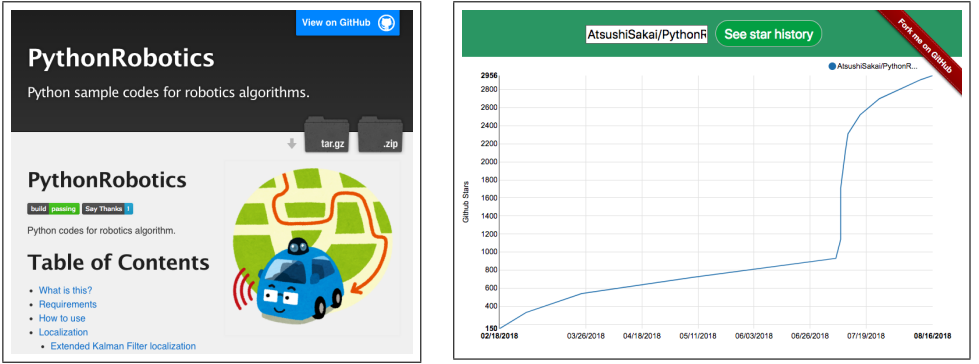 View on GitHub
PythonRobotics
Python sample codes for robotics algorithms.
tar.gz
.zip
PythonRobotics
build passing Say Thanks !
Python codes for robotics algorithm.
Table of Contents
What is this?
Requirements
How to use
Localization
Extended Kalman Filter localization
AtsushiSakai/PythonR
See star history
Fork me on GitHub
AtsushiSakai/PythonR...
Github Stars
2956
2800
2600
2400
2200
2000
1800
1600
1400
1200
1000
800
600
400
150
02/18/2018 03/26/2018 04/18/2018 05/11/2018 06/03/2018 06/26/2018 07/19/2018 08/16/2018